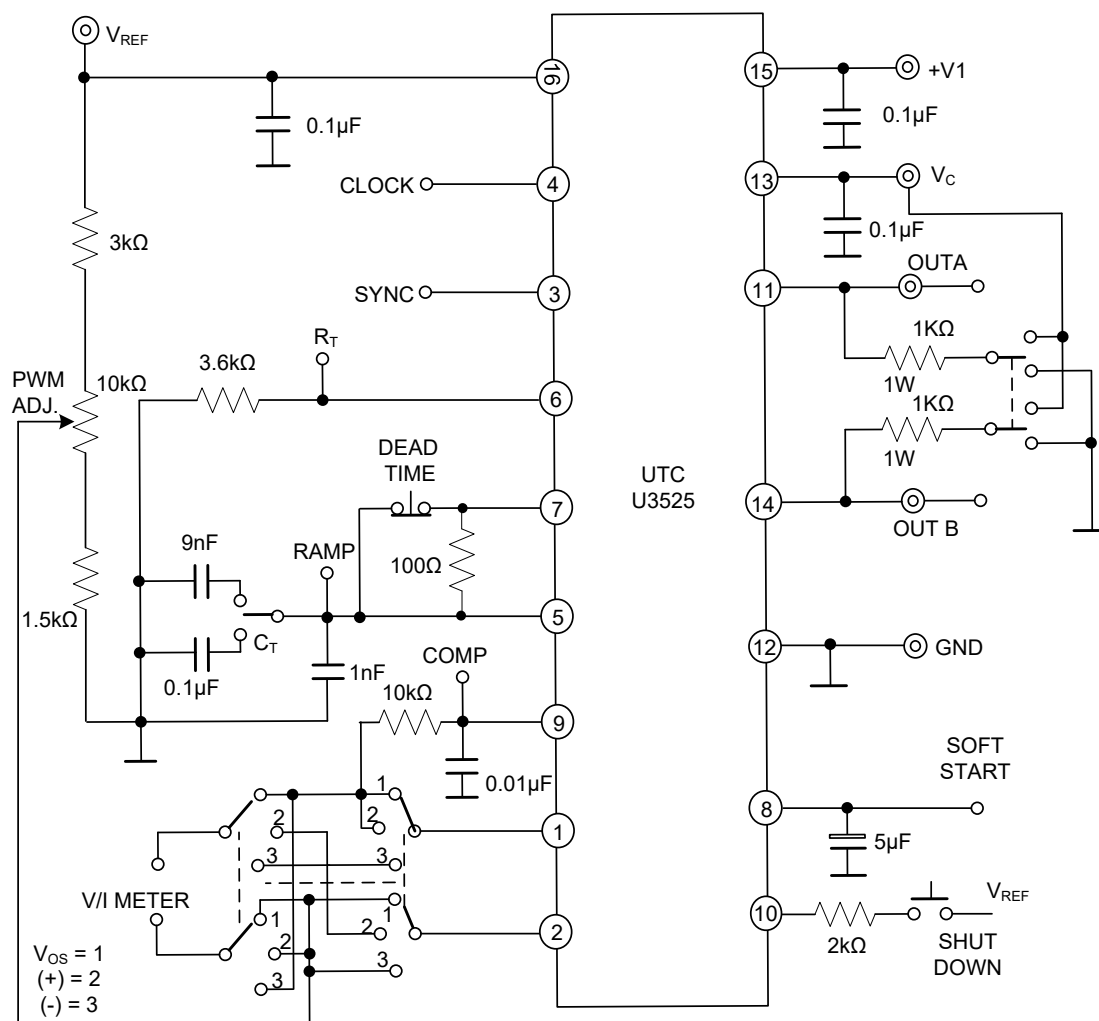 V_REF
16
15
+V1
0.1µF
0.1µF
CLOCK
4
13
V_C
3kΩ
0.1µF
SYNC
3
11
OUTA
R_T
3.6kΩ
1KΩ
PWM
ADJ.
10kΩ
6
1W
1KΩ
DEAD
TIME
UTC
U3525
1W
7
14
OUT B
9nF
RAMP
100Ω
1.5kΩ
5
C_T
0.1µF
1nF
COMP
12
GND
10kΩ
9
0.01µF
SOFT
START
1
2
2
1
8
5µF
3
3
V/I METER
1
1
2
2
2
10
V_REF
2kΩ
SHUT
DOWN
3
3
V_OS = 1
(+) = 2
(-) = 3